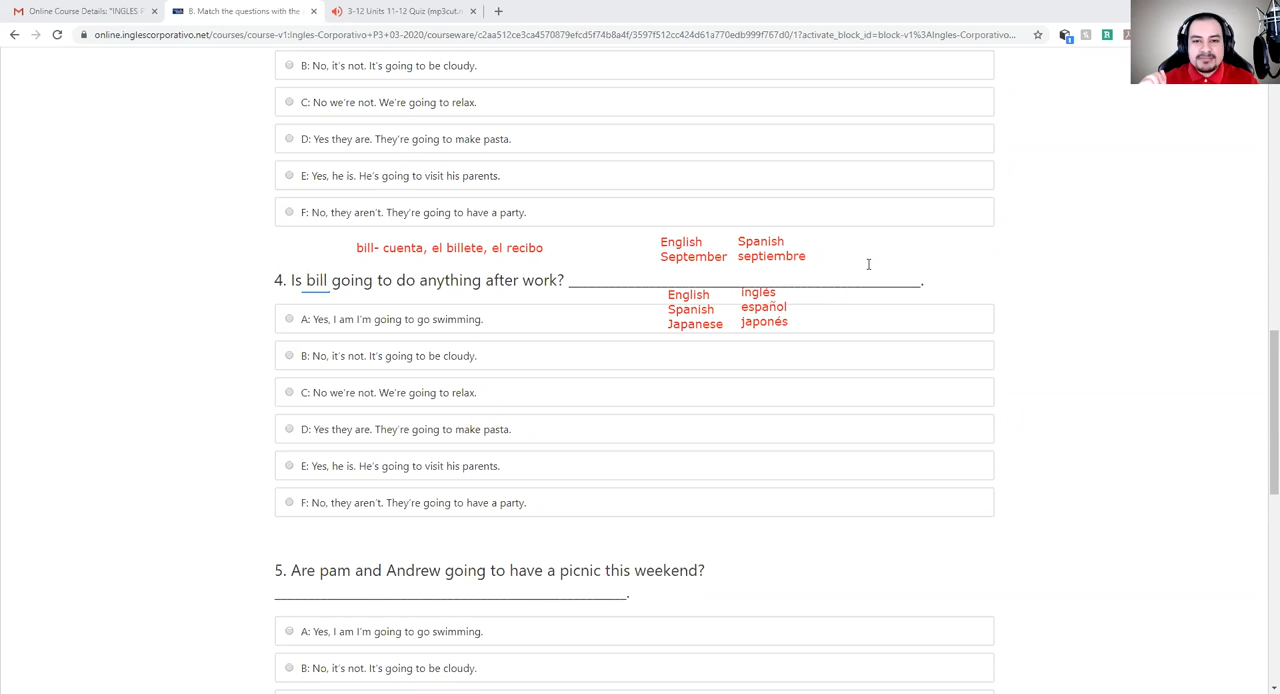 Online Course Details: "INGLES P
B. Match the questions with the
3-12 Units 11-12 Quiz (mp3cut.n
online.inglescorporativo.net/courses/course-v1:Ingles-Corporativo+P3+03-2020/courseware/caa512ce3ca4570879efcd5f74b8a4f/3597f512cc424d61a770edb999f767d0/1?activate_block_id=block-v1%3AIngles-Corporativo...
B: No, it's not. It's going to be cloudy.
C: No we're not. We're going to relax.
D: Yes they are. They're going to make pasta.
E: Yes, he is. He's going to visit his parents.
F: No, they aren't. They're going to have a party.
bill- cuenta, el billete, el recibo
English Spanish
September septiembre
4. Is bill going to do anything after work? ______________________________________.
English inglés
Spanish español
Japanese japonés
A: Yes, I am I'm going to go swimming.
B: No, it's not. It's going to be cloudy.
C: No we're not. We're going to relax.
D: Yes they are. They're going to make pasta.
E: Yes, he is. He's going to visit his parents.
F: No, they aren't. They're going to have a party.
5. Are pam and Andrew going to have a picnic this weekend?
______________________________________.
A: Yes, I am I'm going to go swimming.
B: No, it's not. It's going to be cloudy.